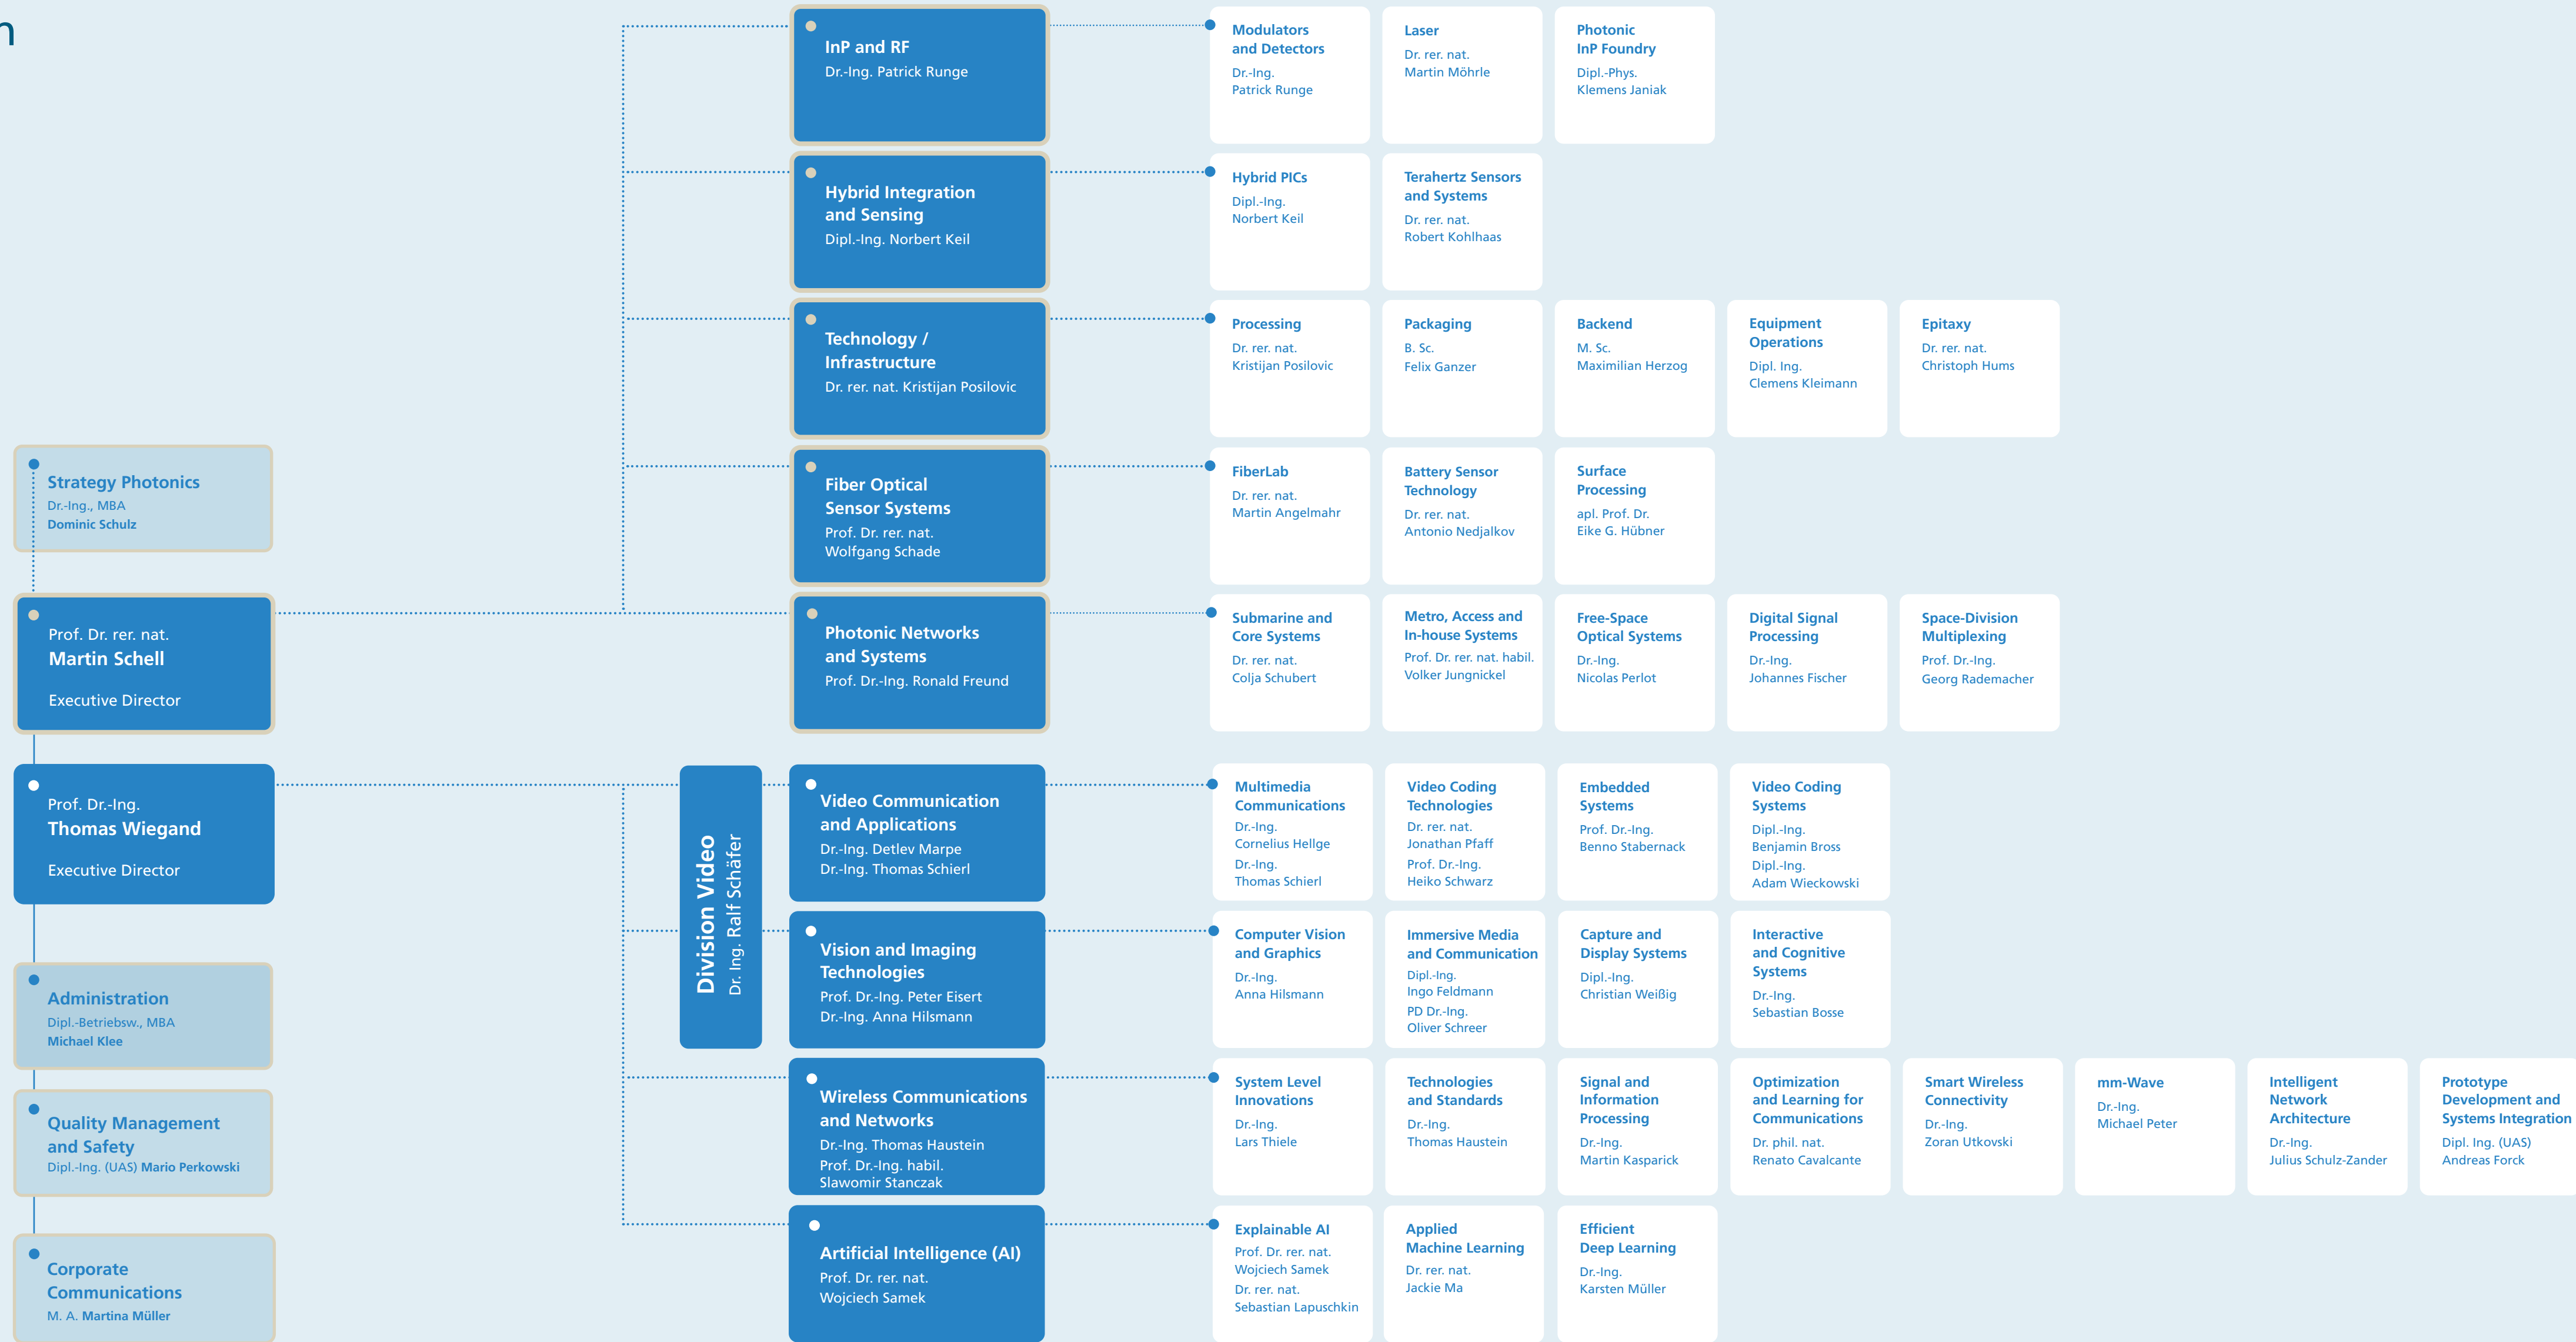 n
InP and RF
Dr.-Ing. Patrick Runge
Modulators
and Detectors
Dr.-Ing.
Patrick Runge
Laser
Dr. rer. nat.
Martin Möhrle
Photonic
InP Foundry
Dipl.-Phys.
Klemens Janiak
Hybrid Integration
and Sensing
Dipl.-Ing. Norbert Keil
Hybrid PICs
Dipl.-Ing.
Norbert Keil
Terahertz Sensors
and Systems
Dr. rer. nat.
Robert Kohlhaas
Technology /
Infrastructure
Dr. rer. nat. Kristijan Posilovic
Processing
Dr. rer. nat.
Kristijan Posilovic
Packaging
B. Sc.
Felix Ganzer
Backend
M. Sc.
Maximilian Herzog
Equipment
Operations
Dipl. Ing.
Clemens Kleimann
Epitaxy
Dr. rer. nat.
Christoph Hums
Strategy Photonics
Dr.-Ing., MBA
Dominic Schulz
Fiber Optical
Sensor Systems
Prof. Dr. rer. nat.
Wolfgang Schade
FiberLab
Dr. rer. nat.
Martin Angelmahr
Battery Sensor
Technology
Dr. rer. nat.
Antonio Nedjalkov
Surface
Processing
apl. Prof. Dr.
Eike G. Hübner
Prof. Dr. rer. nat.
Martin Schell
Executive Director
Photonic Networks
and Systems
Prof. Dr.-Ing. Ronald Freund
Submarine and
Core Systems
Dr. rer. nat.
Colja Schubert
Metro, Access and
In-house Systems
Prof. Dr. rer. nat. habil.
Volker Jungnickel
Free-Space
Optical Systems
Dr.-Ing.
Nicolas Perlot
Digital Signal
Processing
Dr.-Ing.
Johannes Fischer
Space-Division
Multiplexing
Prof. Dr.-Ing.
Georg Rademacher
Prof. Dr.-Ing.
Thomas Wiegand
Executive Director
Division Video
Dr. Ing. Ralf Schäfer
Video Communication
and Applications
Dr.-Ing. Detlev Marpe
Dr.-Ing. Thomas Schierl
Multimedia
Communications
Dr.-Ing.
Cornelius Hellge
Dr.-Ing.
Thomas Schierl
Video Coding
Technologies
Dr. rer. nat.
Jonathan Pfaff
Prof. Dr.-Ing.
Heiko Schwarz
Embedded
Systems
Prof. Dr.-Ing.
Benno Stabernack
Video Coding
Systems
Dipl.-Ing.
Benjamin Bross
Dipl.-Ing.
Adam Wieckowski
Vision and Imaging
Technologies
Prof. Dr.-Ing. Peter Eisert
Dr.-Ing. Anna Hilsmann
Computer Vision
and Graphics
Dr.-Ing.
Anna Hilsmann
Immersive Media
and Communication
Dipl.-Ing.
Ingo Feldmann
PD Dr.-Ing.
Oliver Schreer
Capture and
Display Systems
Dipl.-Ing.
Christian Weißig
Interactive
and Cognitive
Systems
Dr.-Ing.
Sebastian Bosse
Administration
Dipl.-Betriebsw., MBA
Michael Klee
Quality Management
and Safety
Dipl.-Ing. (UAS) Mario Perkowski
Wireless Communications
and Networks
Dr.-Ing. Thomas Haustein
Prof. Dr.-Ing. habil.
Slawomir Stanczak
System Level
Innovations
Dr.-Ing.
Lars Thiele
Technologies
and Standards
Dr.-Ing.
Thomas Haustein
Signal and
Information
Processing
Dr.-Ing.
Martin Kasparick
Optimization
and Learning for
Communications
Dr. phil. nat.
Renato Cavalcante
Smart Wireless
Connectivity
Dr.-Ing.
Zoran Utkovski
mm-Wave
Dr.-Ing.
Michael Peter
Intelligent
Network
Architecture
Dr.-Ing.
Julius Schulz-Zander
Prototype
Development and
Systems Integration
Dipl. Ing. (UAS)
Andreas Forck
Corporate
Communications
M. A. Martina Müller
Artificial Intelligence (AI)
Prof. Dr. rer. nat.
Wojciech Samek
Explainable AI
Prof. Dr. rer. nat.
Wojciech Samek
Dr. rer. nat.
Sebastian Lapuschkin
Applied
Machine Learning
Dr. rer. nat.
Jackie Ma
Efficient
Deep Learning
Dr.-Ing.
Karsten Müller